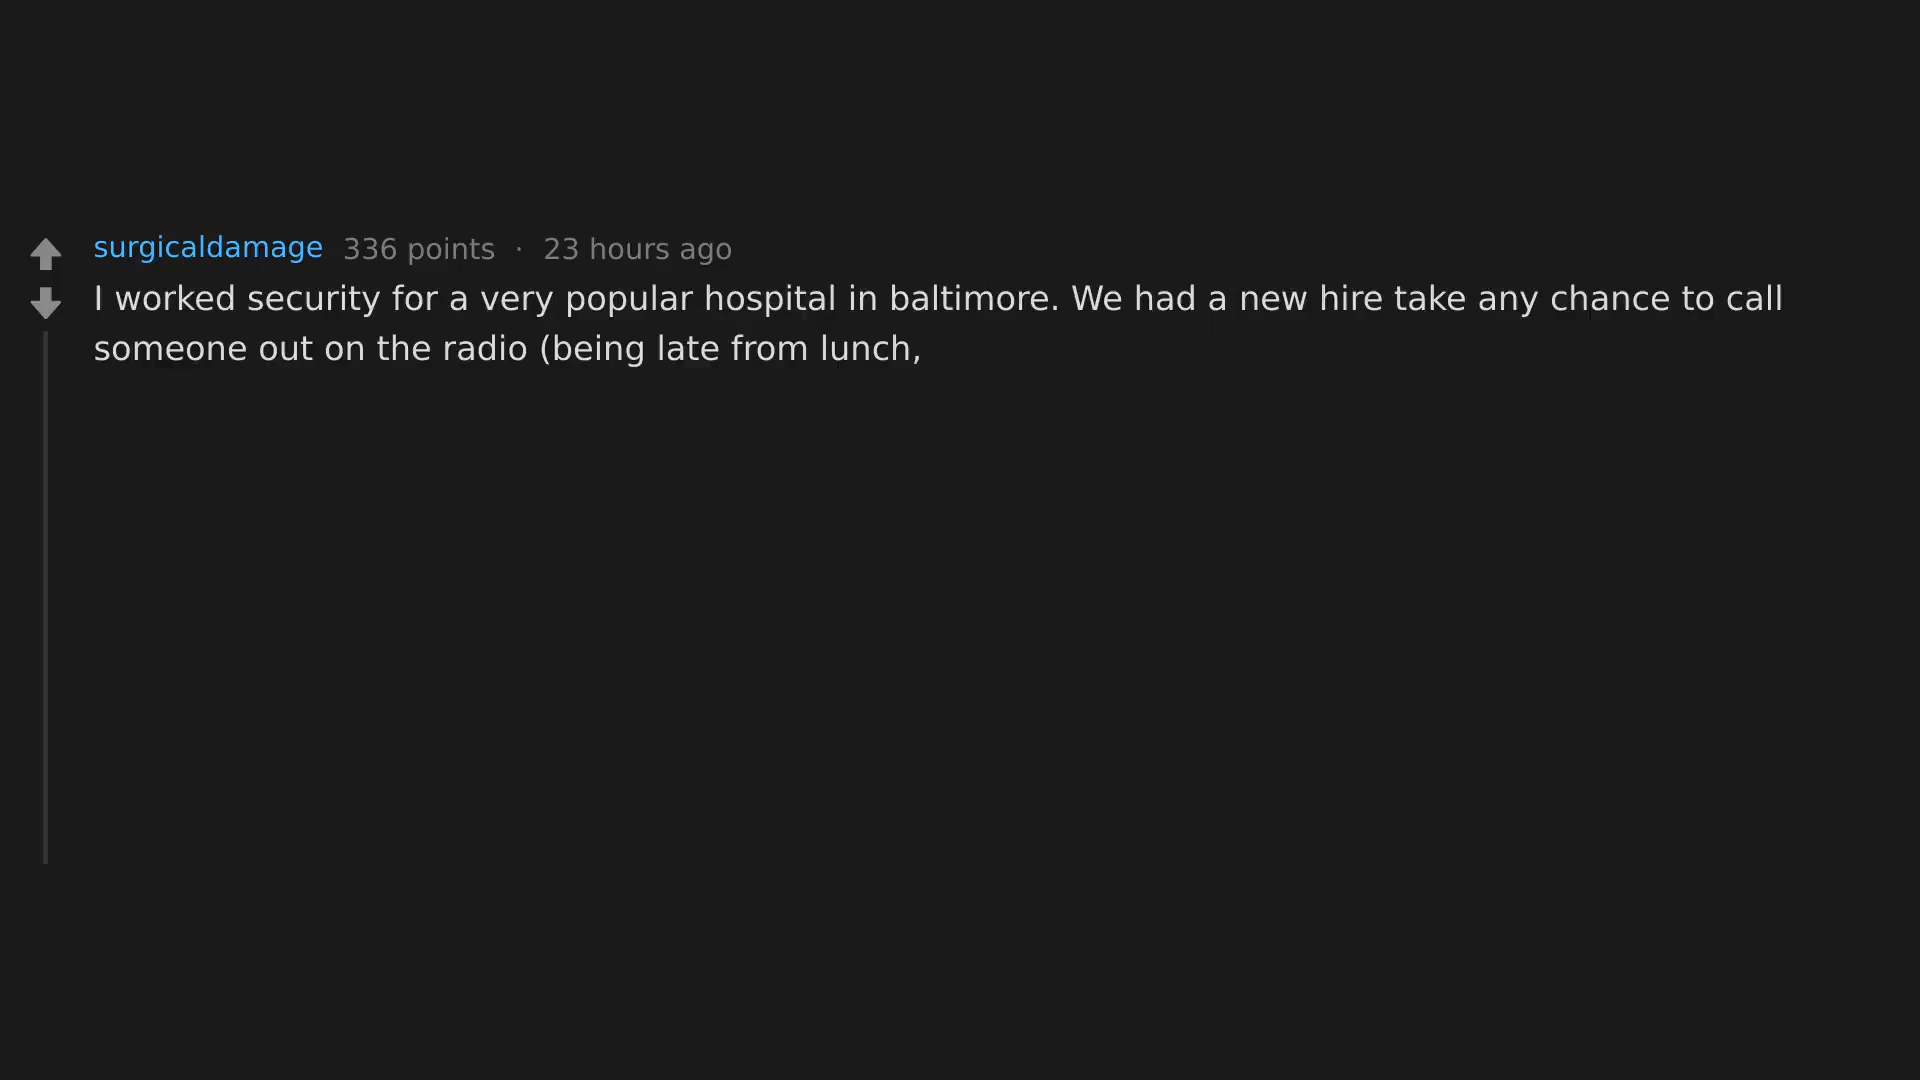 surgicaldamage 336 points · 23 hours ago
I worked security for a very popular hospital in baltimore. We had a new hire take any chance to call
someone out on the radio (being late from lunch,